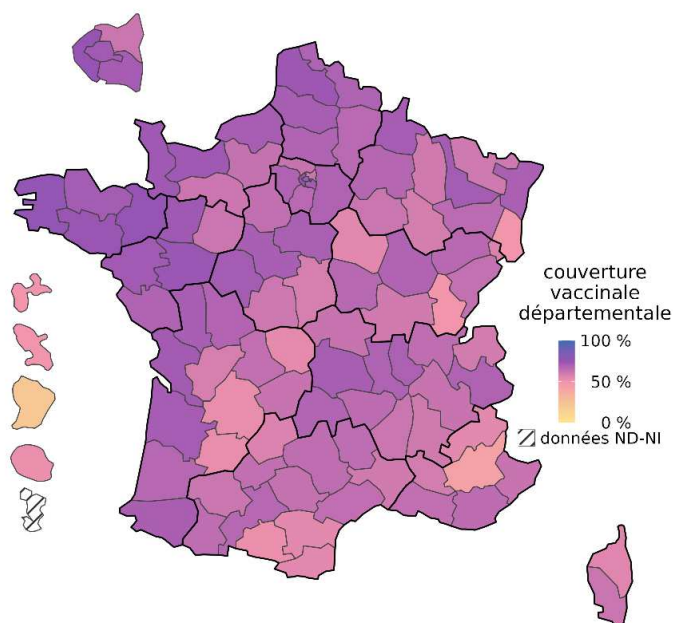 couverture
vaccinale
départementale
100 %
50 %
0 %
données ND-NI